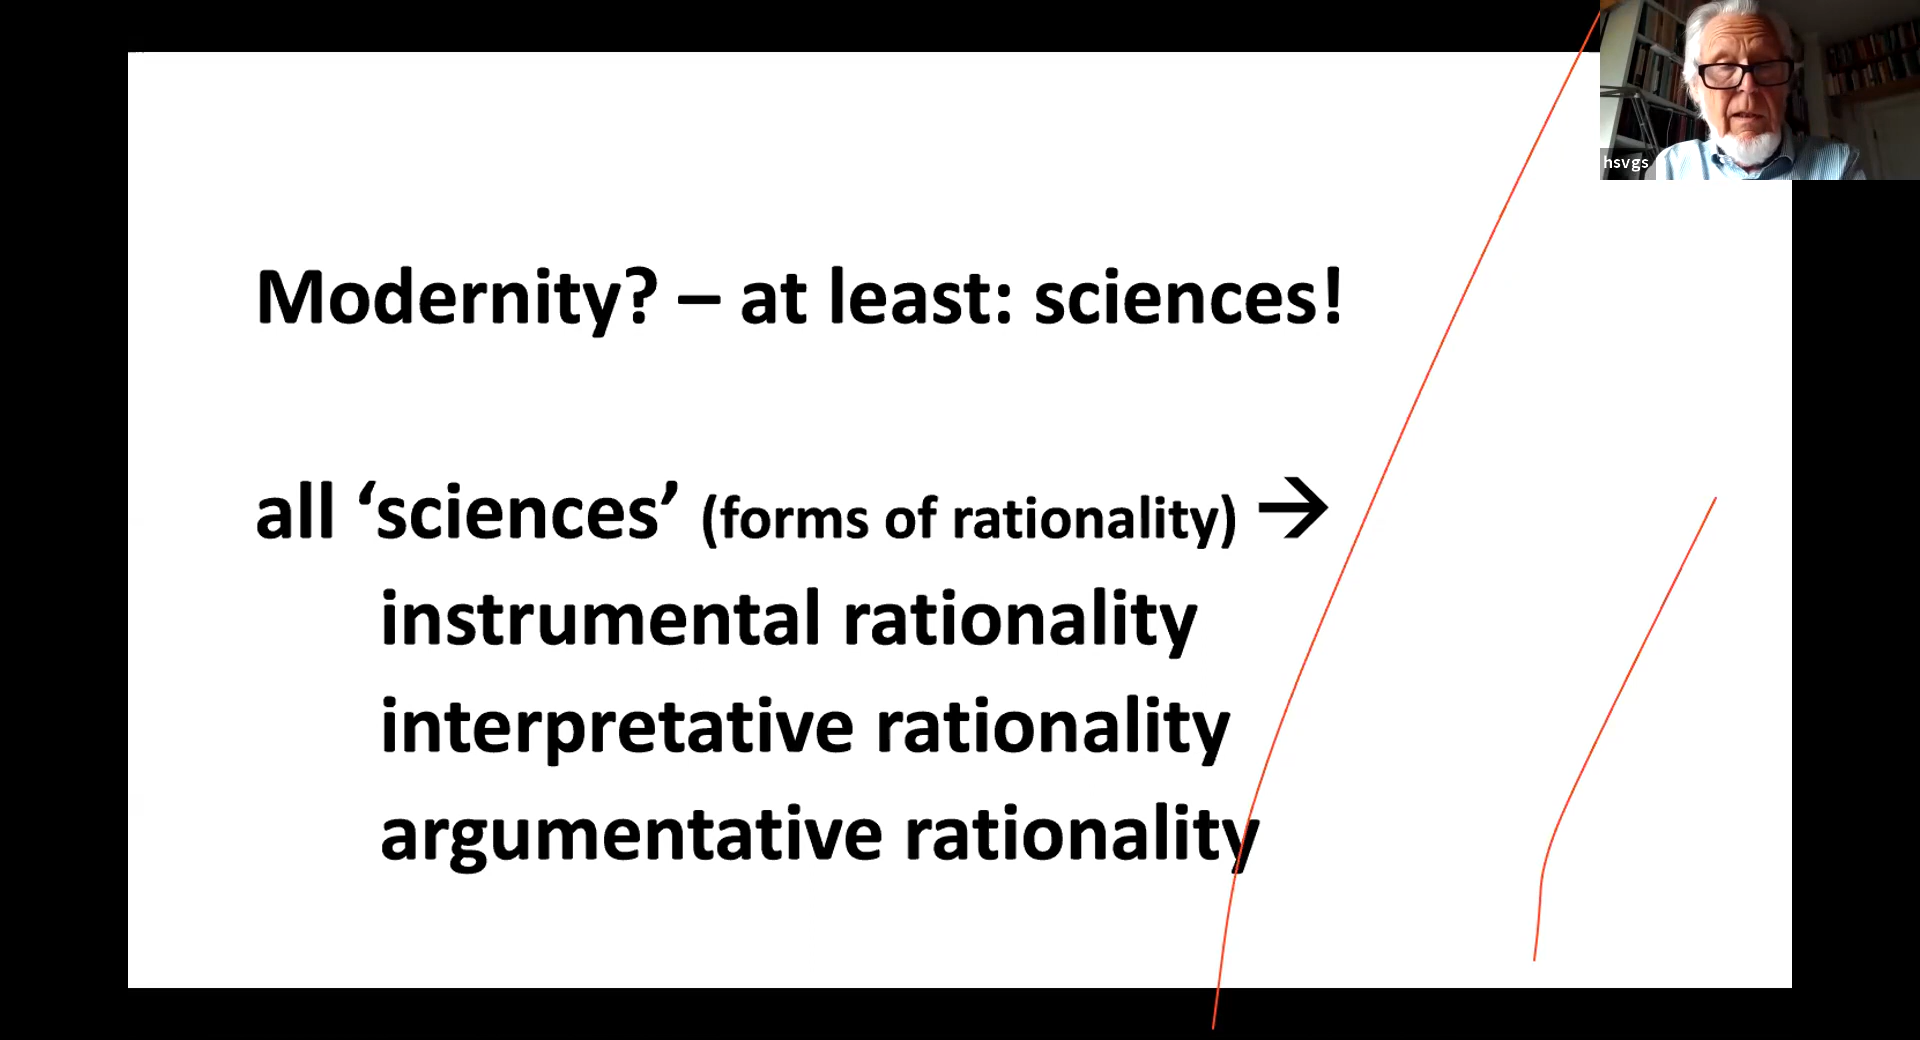 hsvgs
Modernity? – at least: sciences!
all ‘sciences’ (forms of rationality) →
instrumental rationality
interpretative rationality
argumentative rationality